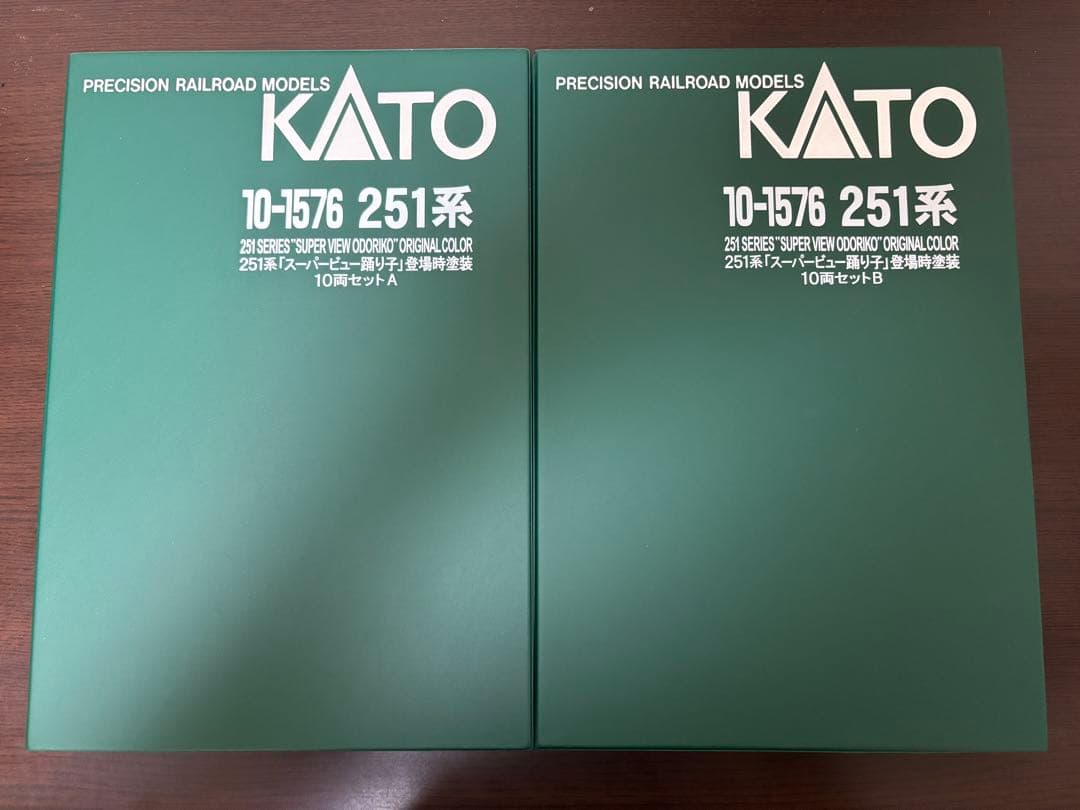 PRECISION RAILROAD MODELS
KATO
10-1576 251系
251 SERIES "SUPER VIEW ODORIKO" ORIGINAL COLOR
251系「スーパービュー踊り子」登場時塗装
10両セットA
PRECISION RAILROAD MODELS
KATO
10-1576 251系
251 SERIES "SUPER VIEW ODORIKO" ORIGINAL COLOR
251系「スーパービュー踊り子」登場時塗装
10両セットB